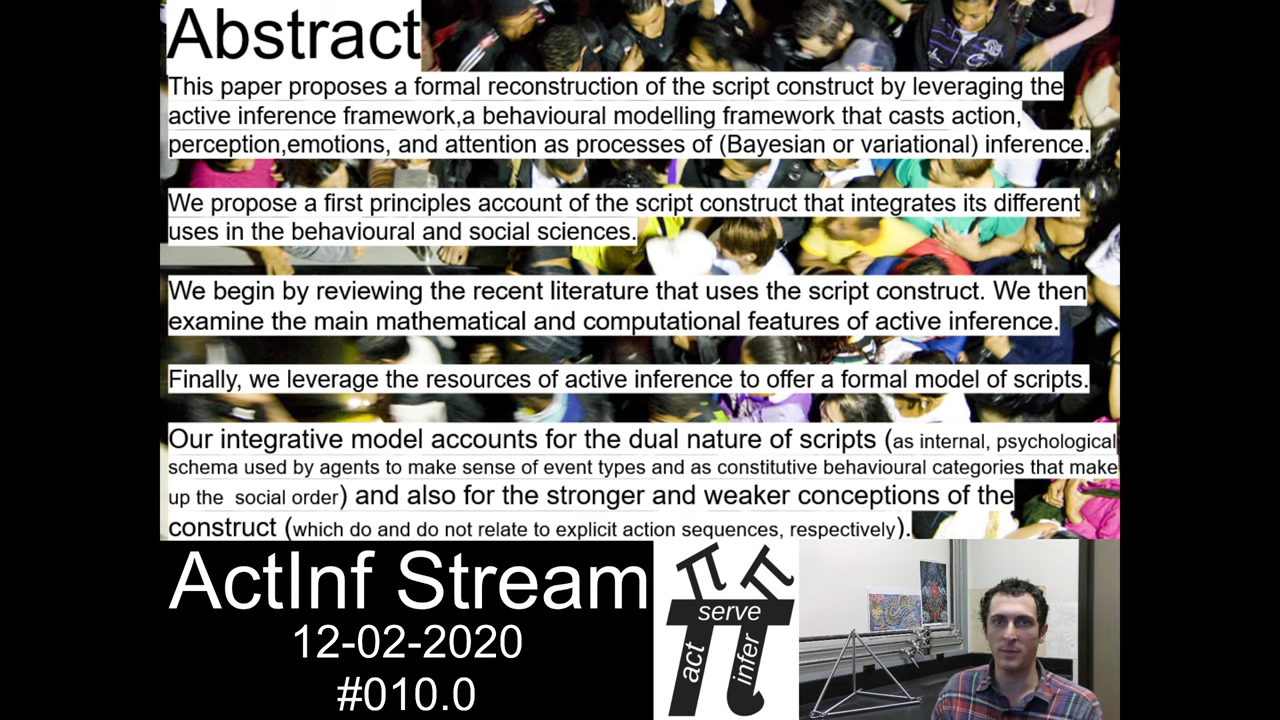 Abstract
This paper proposes a formal reconstruction of the script construct by leveraging the
active inference framework,a behavioural modelling framework that casts action,
perception,emotions, and attention as processes of (Bayesian or variational) inference.
We propose a first principles account of the script construct that integrates its different
uses in the behavioural and social sciences.
We begin by reviewing the recent literature that uses the script construct. We then
examine the main mathematical and computational features of active inference.
Finally, we leverage the resources of active inference to offer a formal model of scripts.
Our integrative model accounts for the dual nature of scripts (as internal, psychological
schema used by agents to make sense of event types and as constitutive behavioural categories that make
up the social order) and also for the stronger and weaker conceptions of the
construct (which do and do not relate to explicit action sequences, respectively).
ActInf Stream
12-02-2020
#010.0
serve
act
infer